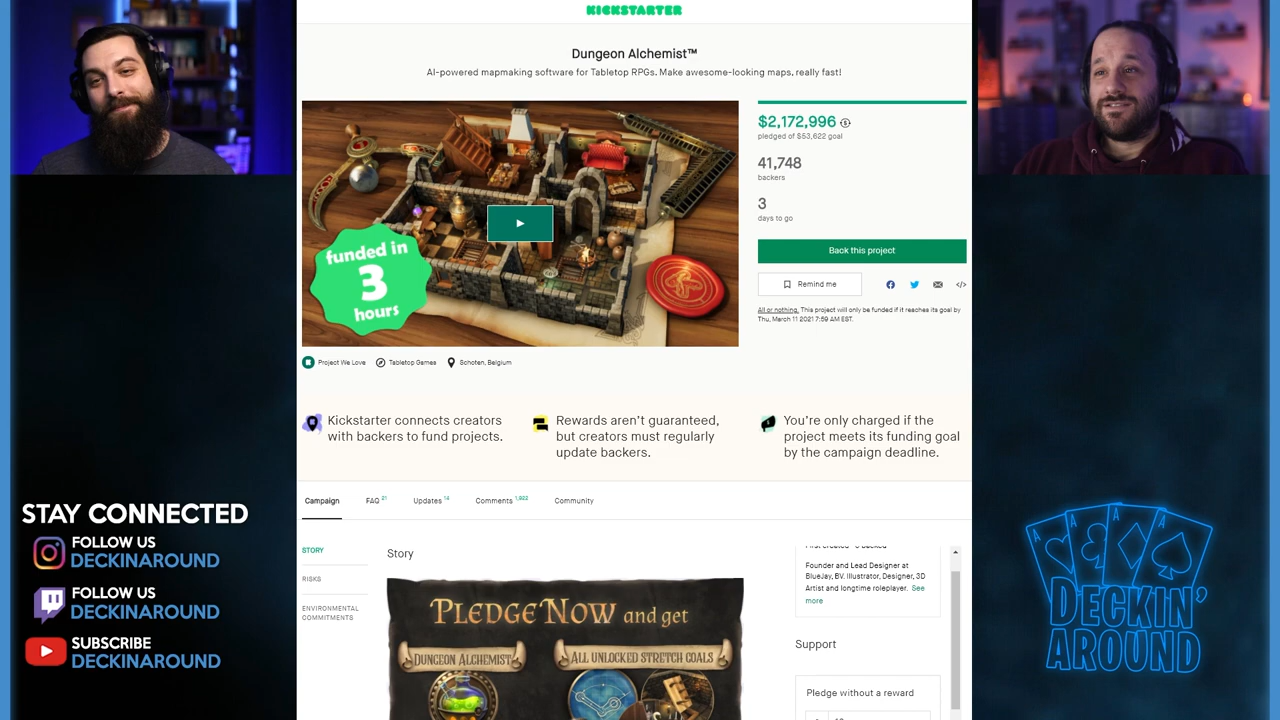 KICKSTARTER
Dungeon Alchemist™
AI-powered mapmaking software for Tabletop RPGs. Make awesome-looking maps, really fast!
funded in
3
hours
$2,172,996
pledged of $53,622 goal
41,748
backers
3
days to go
Back this project
Remind me
All or nothing. This project will only be funded if it reaches its goal by
Thu, March 11 2021 7:59 AM EST.
Project We Love
Tabletop Games
Schoten, Belgium
Kickstarter connects creators
with backers to fund projects.
Rewards aren't guaranteed,
but creators must regularly
update backers.
You're only charged if the
project meets its funding goal
by the campaign deadline.
Campaign
FAQ 21
Updates 14
Comments 1,922
Community
STORY
RISKS
ENVIRONMENTAL
COMMITMENTS
Story
PLEDGE NOW and get
DUNGEON ALCHEMIST
ALL UNLOCKED STRETCH GOALS
Founder and Lead Designer at
BlueJay, BV. Illustrator, Designer, 3D
Artist and longtime roleplayer. See
more
Support
Pledge without a reward
STAY CONNECTED
FOLLOW US
DECKINAROUND
FOLLOW US
DECKINAROUND
SUBSCRIBE
DECKINAROUND
A
A
A
A
DECKIN'
AROUND